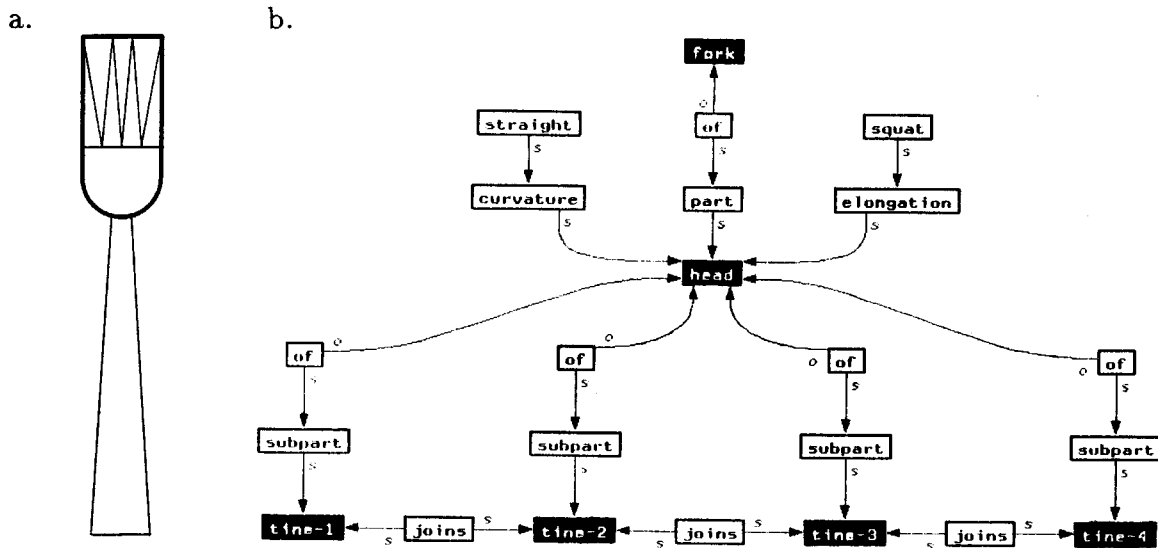 a.
b.
fork
o
straight
of
squat
s
s
s
curvature
part
elongation
s
s
s
head
o
of
of
o
o
of
o
of
s
s
s
s
subpart
subpart
subpart
subpart
s
s
s
s
tine-1
s
joins
s
tine-2
s
joins
s
tine-3
s
joins
s
tine-4